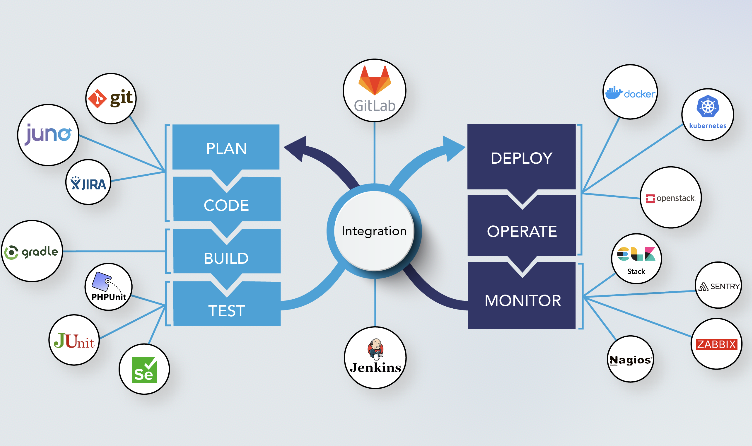 git
juno
JIRA
gradle
PHPUnit
JUnit
Se
PLAN
CODE
BUILD
TEST
GitLab
Integration
Jenkins
DEPLOY
OPERATE
MONITOR
docker
kubernetes
openstack
ELK
Stack
SENTRY
ZABBIX
Nagios